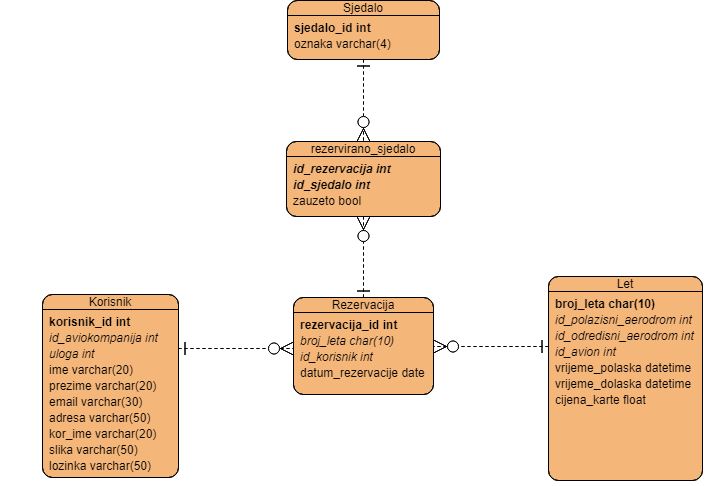 Sjedalo
sjedalo_id int
oznaka varchar(4)
rezervirano_sjedalo
id_rezervacija int
id_sjedalo int
zauzeto bool
Korisnik
korisnik_id int
id_aviokompanija int
uloga int
ime varchar(20)
prezime varchar(20)
email varchar(30)
adresa varchar(50)
kor_ime varchar(20)
slika varchar(50)
lozinka varchar(50)
Rezervacija
rezervacija_id int
broj_leta char(10)
id_korisnik int
datum_rezervacije date
Let
broj_leta char(10)
id_polazisni_aerodrom int
id_odredisni_aerodrom int
id_avion int
vrijeme_polaska datetime
vrijeme_dolaska datetime
cijena_karte float